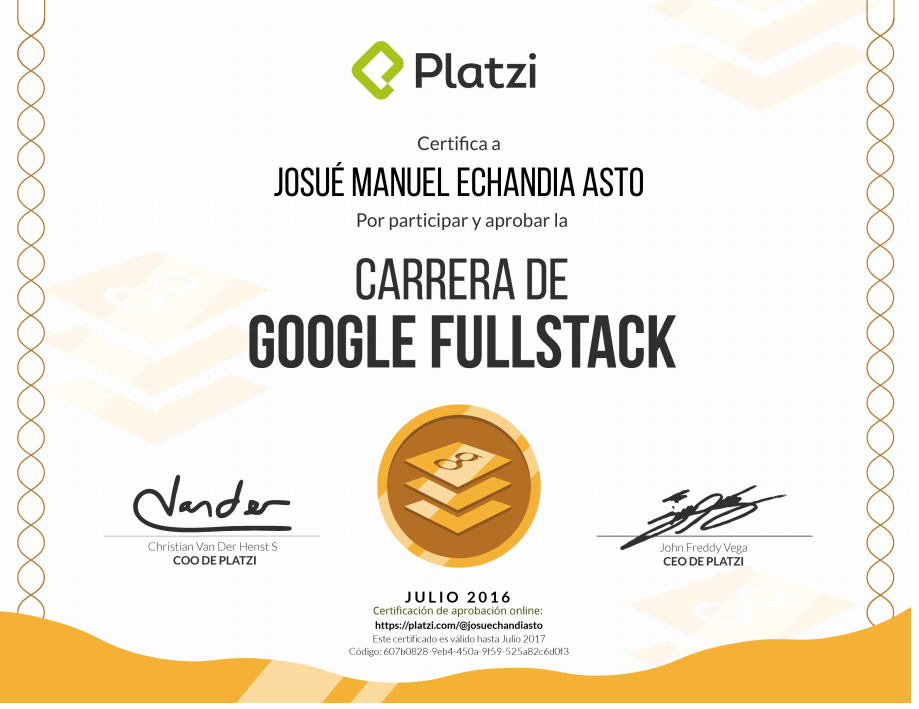 Platzi
Certifica a
JOSUÉ MANUEL ECHANDIA ASTO
Por participar y aprobar la
CARRERA DE
GOOGLE FULLSTACK
Vander
Christian Van Der Henst S
COO DE PLATZI
John Freddy Vega
CEO DE PLATZI
JULIO 2016
Certificación de aprobación online:
https://platzi.com/@josuechandiasto
Este certificado es válido hasta Julio 2017
Código: 607b0828-9eb4-450a-9f59-525a82c6d0f3